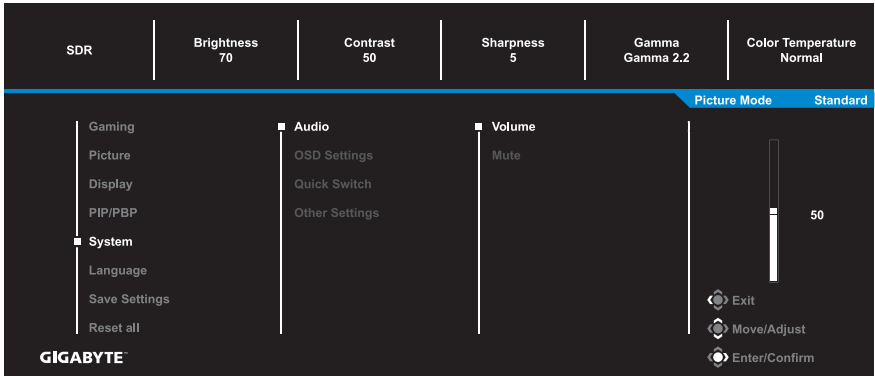 SDR
Brightness
70
Contrast
50
Sharpness
5
Gamma
Gamma 2.2
Color Temperature
Normal
Picture Mode Standard
Gaming
Picture
Display
PIP/PBP
System
Language
Save Settings
Reset all
Audio
OSD Settings
Quick Switch
Other Settings
Volume
Mute
50
Exit
Move/Adjust
Enter/Confirm
GIGABYTE™